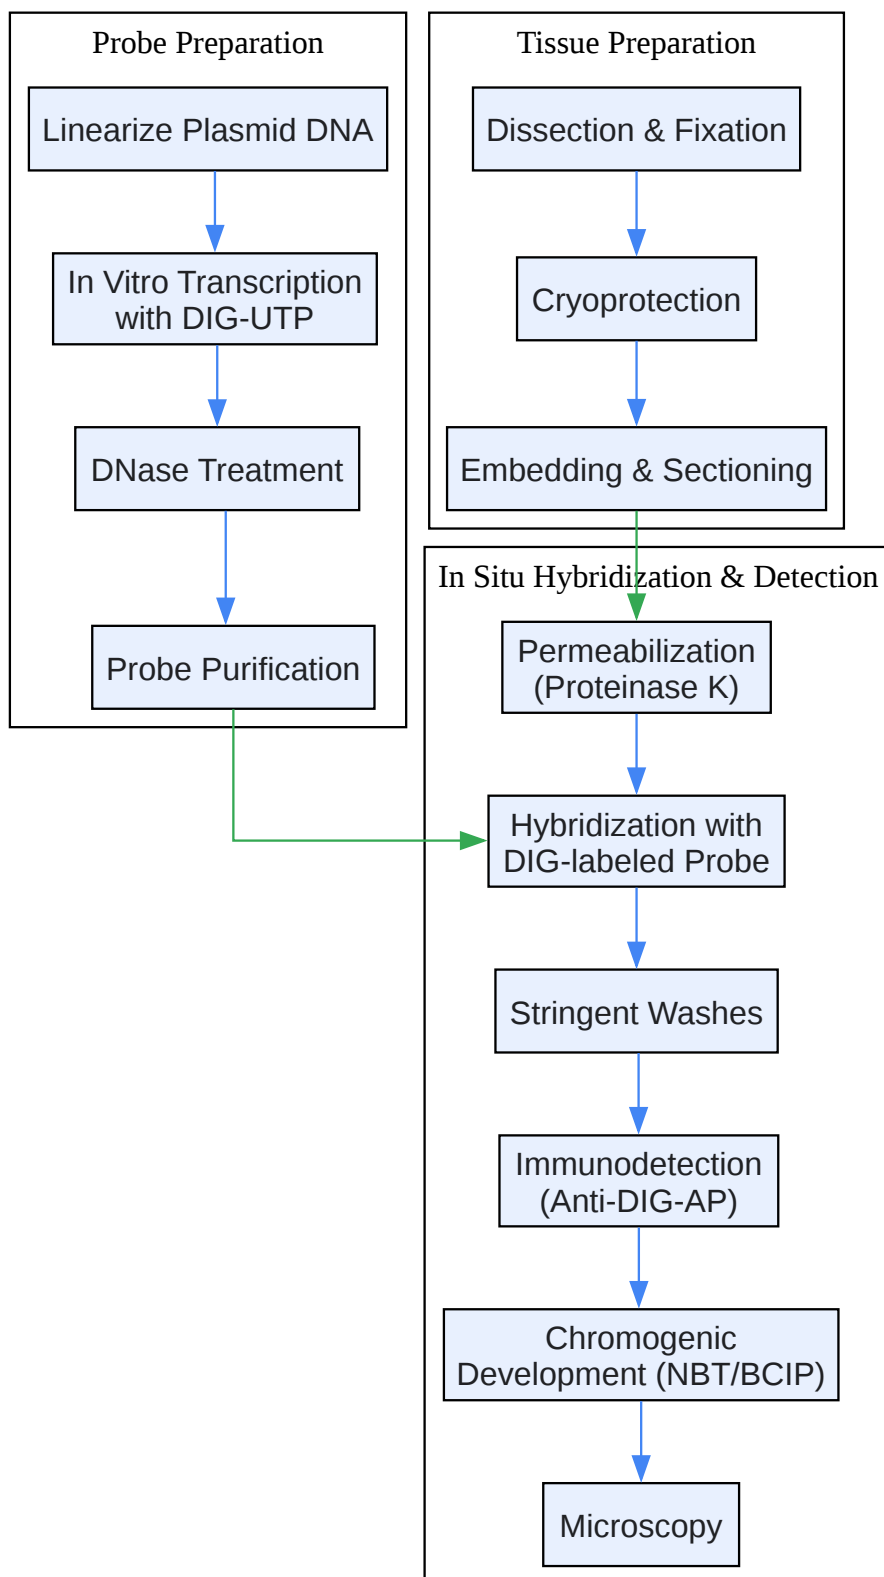 Probe Preparation
Linearize Plasmid DNA
In Vitro Transcription
with DIG-UTP
DNase Treatment
Probe Purification
Tissue Preparation
Dissection & Fixation
Cryoprotection
Embedding & Sectioning
In Situ Hybridization & Detection
Permeabilization
(Proteinase K)
Hybridization with
DIG-labeled Probe
Stringent Washes
Immunodetection
(Anti-DIG-AP)
Chromogenic
Development (NBT/BCIP)
Microscopy